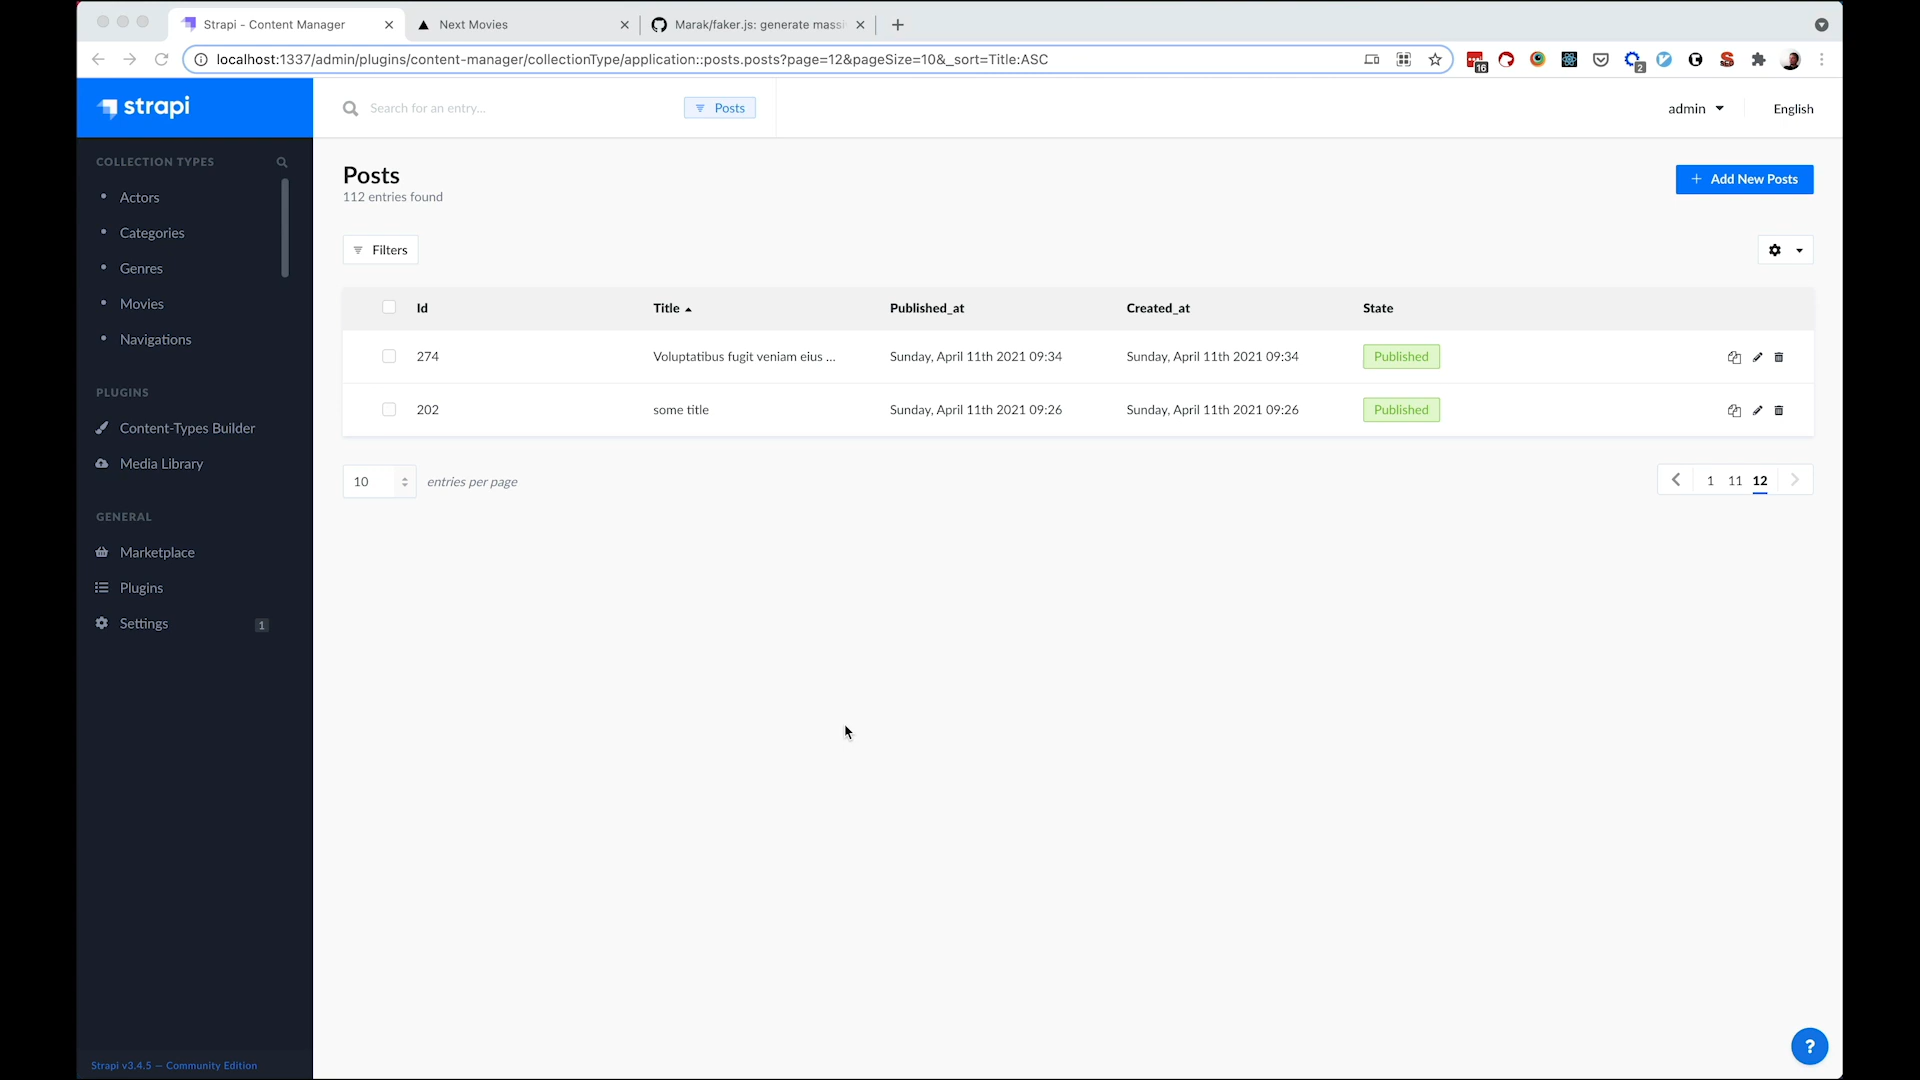 Strapi - Content Manager
Next Movies
Marak/faker.js: generate massi
localhost:1337/admin/plugins/content-manager/collectionType/application::posts.posts?page=12&pageSize=10&_sort=Title:ASC
16
2
strapi
Search for an entry...
Posts
admin
English
COLLECTION TYPES
Actors
Categories
Genres
Movies
Navigations
PLUGINS
Content-Types Builder
Media Library
GENERAL
Marketplace
Plugins
Settings
1
Strapi v3.4.5 — Community Edition
Posts
112 entries found
+ Add New Posts
Filters
Id Title Published_at Created_at State
274 Voluptatibus fugit veniam eius ... Sunday, April 11th 2021 09:34 Sunday, April 11th 2021 09:34 Published
202 some title Sunday, April 11th 2021 09:26 Sunday, April 11th 2021 09:26 Published
10 entries per page
1 11 12
?